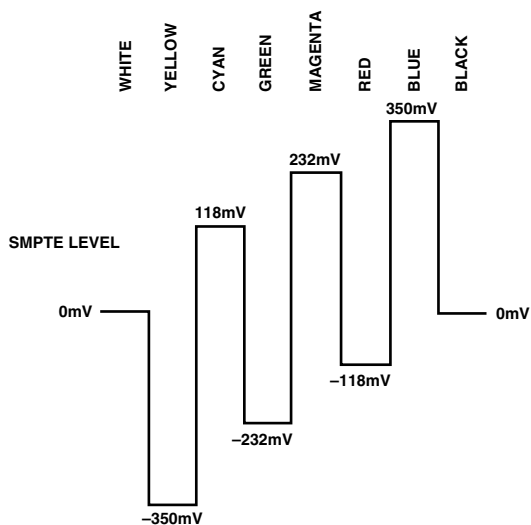 WHITE
YELLOW
CYAN
GREEN
MAGENTA
RED
BLUE
BLACK
350mV
232mV
118mV
SMPTE LEVEL
0mV
0mV
–118mV
–232mV
–350mV